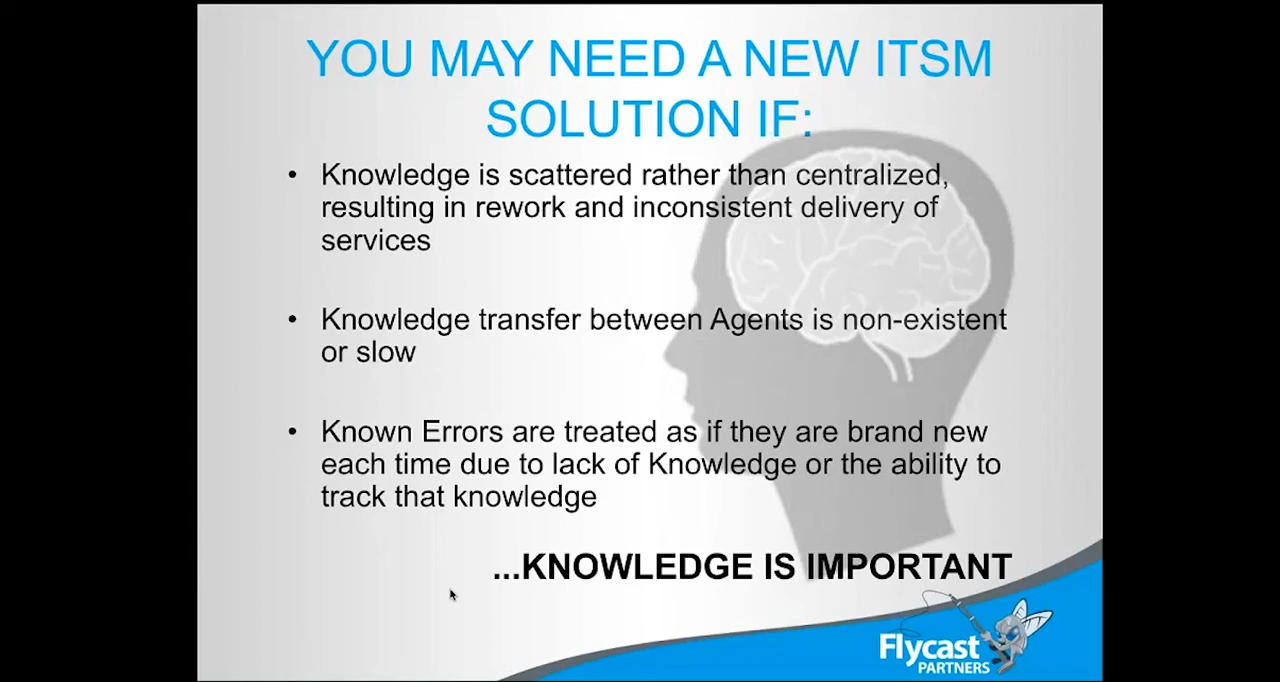 YOU MAY NEED A NEW ITSM
SOLUTION IF:
• Knowledge is scattered rather than centralized,
resulting in rework and inconsistent delivery of
services
• Knowledge transfer between Agents is non-existent
or slow
• Known Errors are treated as if they are brand new
each time due to lack of Knowledge or the ability to
track that knowledge
...KNOWLEDGE IS IMPORTANT
Flycast
PARTNERS